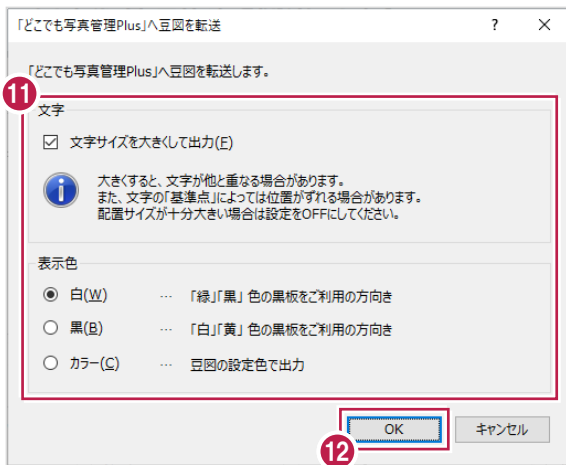 「どこでも写真管理Plus」へ豆図を転送 ? ×
「どこでも写真管理Plus」へ豆図を転送します。
11
文字
文字サイズを大きくして出力(F)
大きくすると、文字が他と重なる場合があります。
また、文字の「基準点」によっては位置がずれる場合があります。
配置サイズが十分大きい場合は設定をOFFにしてください。
表示色
白(W) … 「緑」「黒」 色の黒板をご利用の方向き
黒(B) … 「白」「黄」 色の黒板をご利用の方向き
カラー(C) … 豆図の設定色で出力
OK キャンセル
12